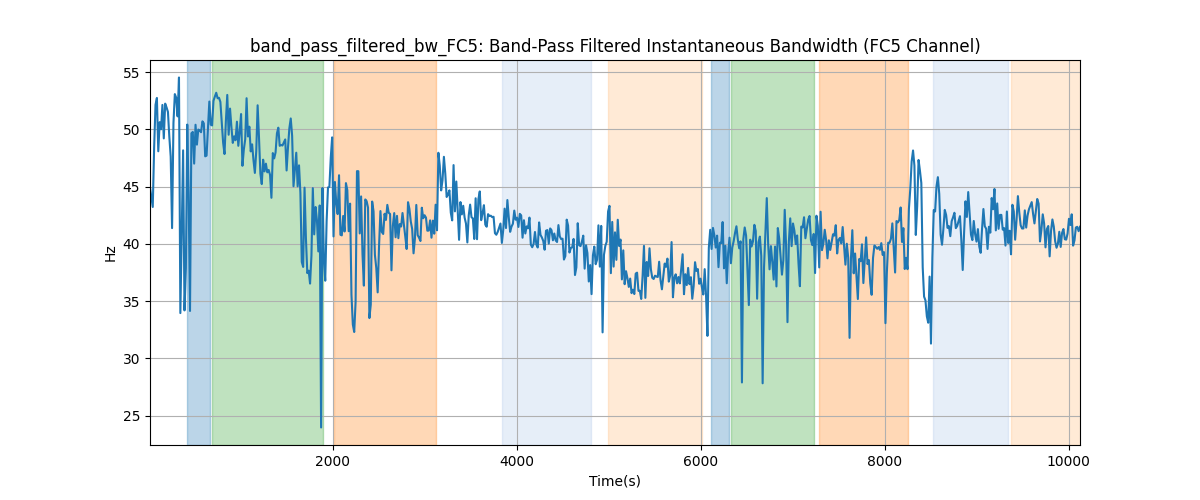 band_pass_filtered_bw_FC5: Band-Pass Filtered Instantaneous Bandwidth (FC5 Channel)
55
50
45
40
35
30
25
Hz
2000 4000 6000 8000 10000
Time(s)